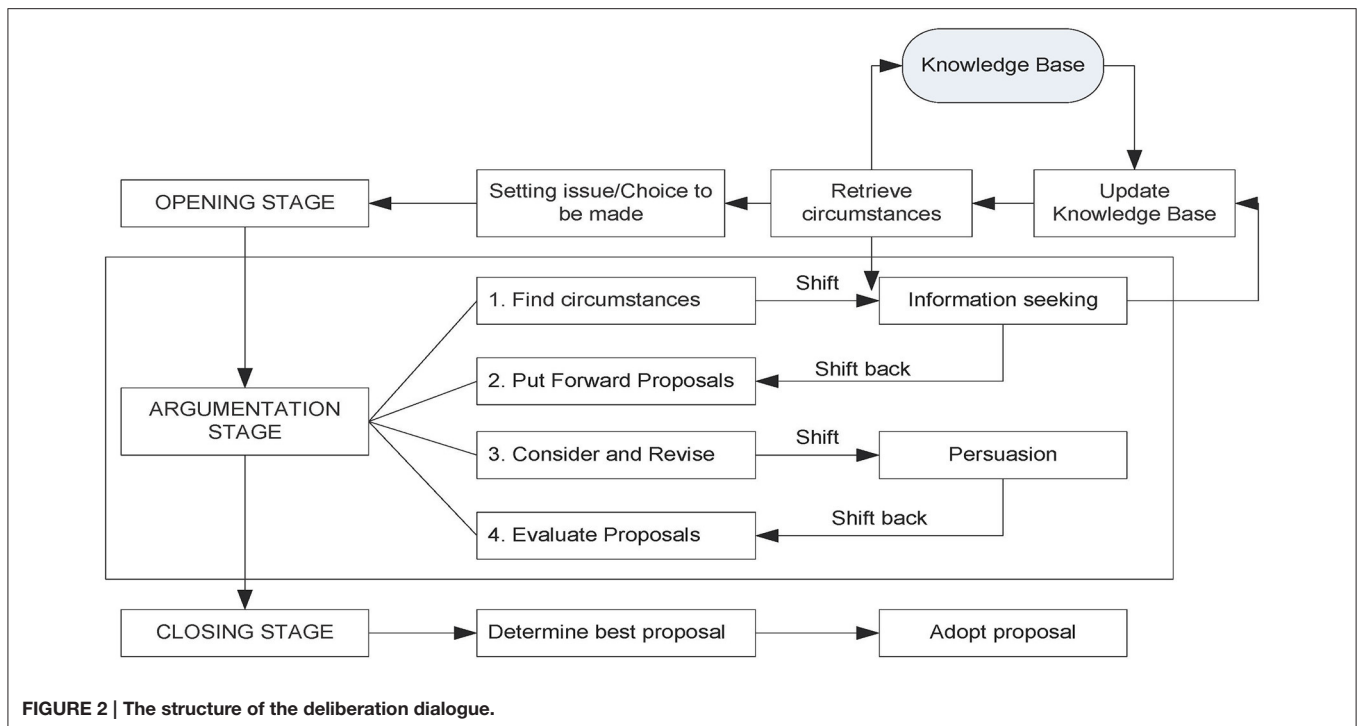 Knowledge Base
OPENING STAGE
Setting issue/Choice to
be made
Retrieve
circumstances
Update
Knowledge Base
1. Find circumstances
Shift
Information seeking
2. Put Forward Proposals
Shift back
ARGUMENTATION
STAGE
3. Consider and Revise
Shift
Persuasion
4. Evaluate Proposals
Shift back
CLOSING STAGE
Determine best proposal
Adopt proposal
FIGURE 2 | The structure of the deliberation dialogue.